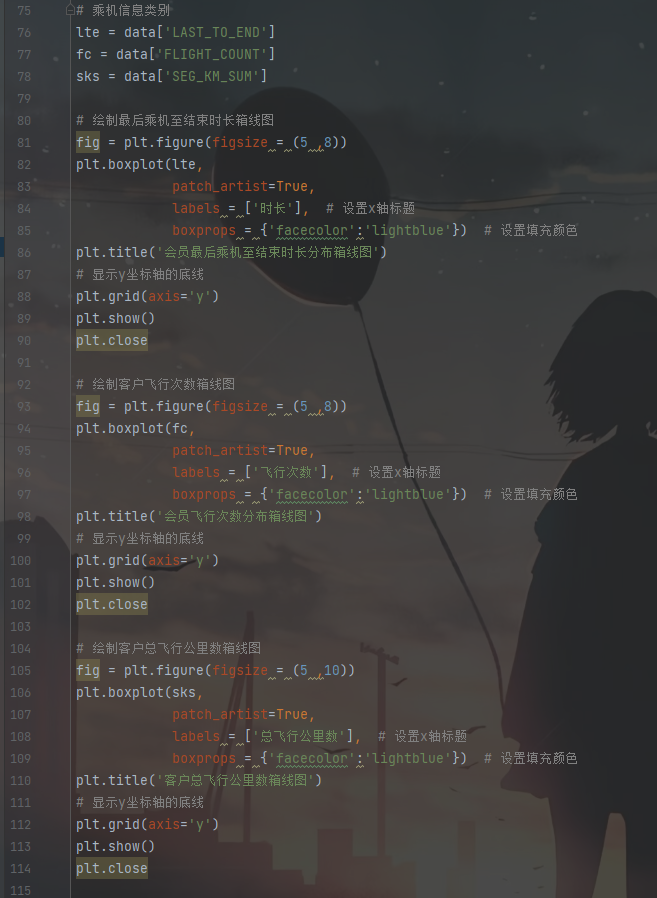 75 # 乘机信息类别
76 lte = data['LAST_TO_END']
77 fc = data['FLIGHT_COUNT']
78 sks = data['SEG_KM_SUM']
79
80 # 绘制最后乘机至结束时长箱线图
81 fig = plt.figure(figsize = (5 ,8))
82 plt.boxplot(lte,
83             patch_artist=True,
84             labels = ['时长'],  # 设置x轴标题
85             boxprops = {'facecolor':'lightblue'})  # 设置填充颜色
86 plt.title('会员最后乘机至结束时长分布箱线图')
87 # 显示y坐标轴的底线
88 plt.grid(axis='y')
89 plt.show()
90 plt.close
91
92 # 绘制客户飞行次数箱线图
93 fig = plt.figure(figsize = (5 ,8))
94 plt.boxplot(fc,
95             patch_artist=True,
96             labels = ['飞行次数'],  # 设置x轴标题
97             boxprops = {'facecolor':'lightblue'})  # 设置填充颜色
98 plt.title('会员飞行次数分布箱线图')
99 # 显示y坐标轴的底线
100 plt.grid(axis='y')
101 plt.show()
102 plt.close
103
104 # 绘制客户总飞行公里数箱线图
105 fig = plt.figure(figsize = (5 ,10))
106 plt.boxplot(sks,
107             patch_artist=True,
108             labels = ['总飞行公里数'],  # 设置x轴标题
109             boxprops = {'facecolor':'lightblue'})  # 设置填充颜色
110 plt.title('客户总飞行公里数箱线图')
111 # 显示y坐标轴的底线
112 plt.grid(axis='y')
113 plt.show()
114 plt.close
115